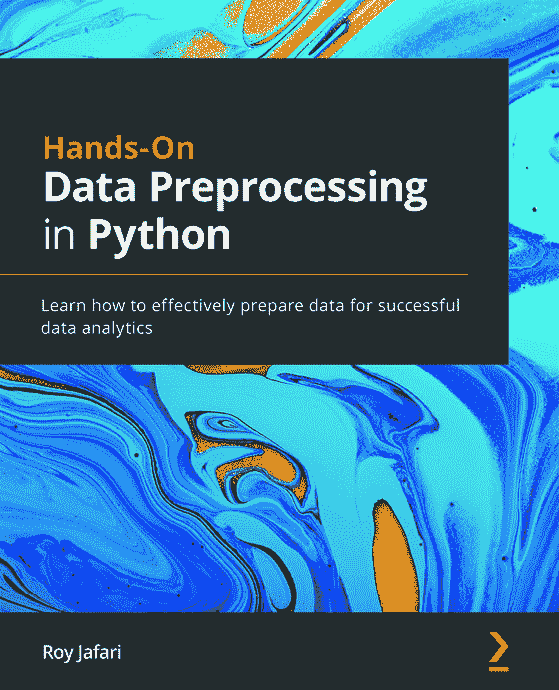 Hands-On
Data Preprocessing
in Python
Learn how to effectively prepare data for successful
data analytics
Roy Jafari